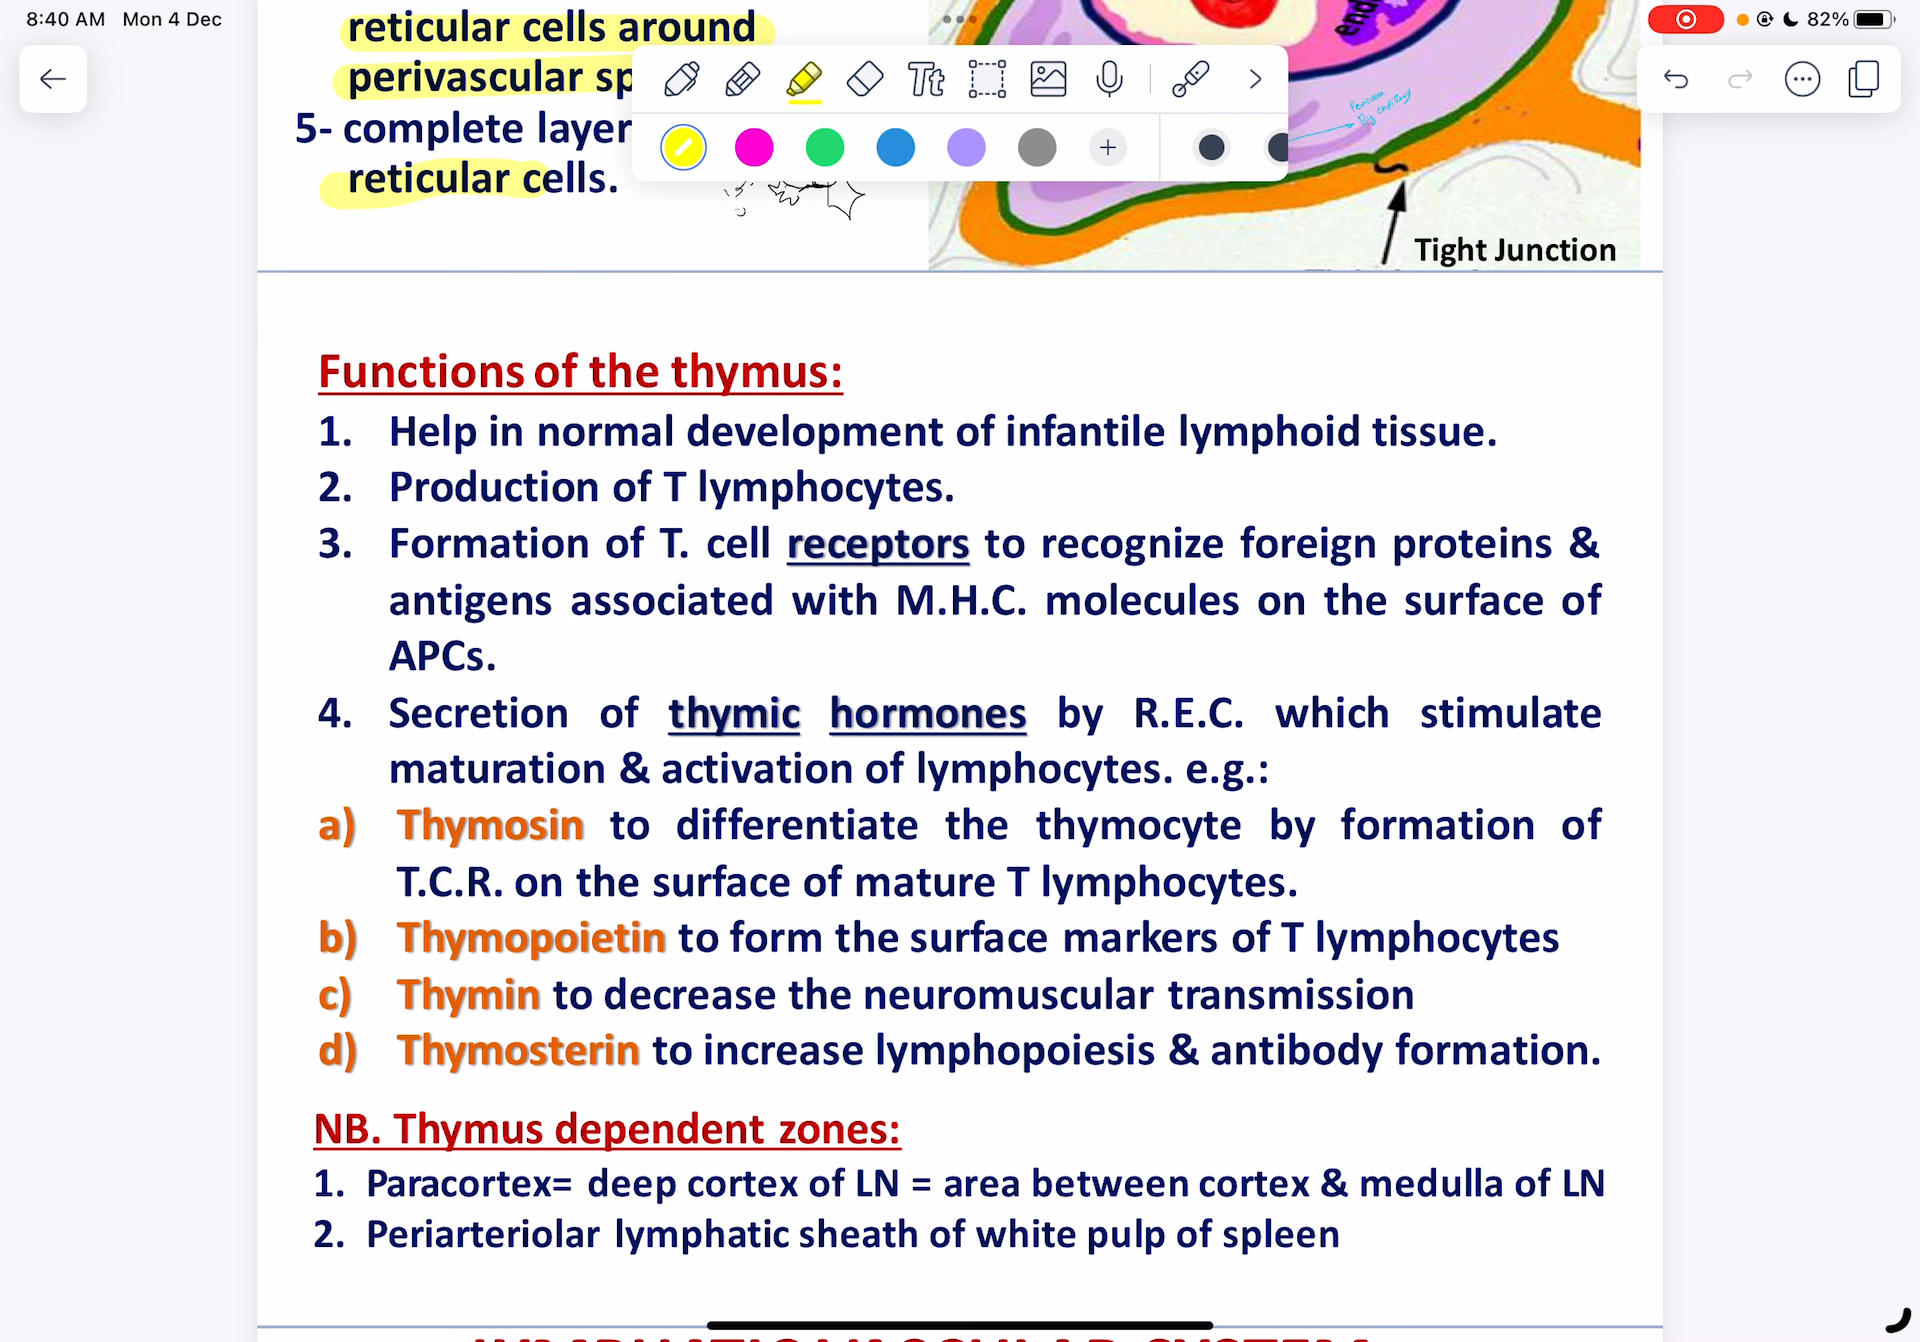 8:40 AM Mon 4 Dec
82%
reticular cells around
perivascular sp
5- complete layer
reticular cells.
Tt
end
By capillary
Tight Junction
Functions of the thymus:
1. Help in normal development of infantile lymphoid tissue.
2. Production of T lymphocytes.
3. Formation of T. cell receptors to recognize foreign proteins &
antigens associated with M.H.C. molecules on the surface of
APCs.
4. Secretion of thymic hormones by R.E.C. which stimulate
maturation & activation of lymphocytes. e.g.:
a) Thymosin to differentiate the thymocyte by formation of
T.C.R. on the surface of mature T lymphocytes.
b) Thymopoietin to form the surface markers of T lymphocytes
c) Thymin to decrease the neuromuscular transmission
d) Thymosterin to increase lymphopoiesis & antibody formation.
NB. Thymus dependent zones:
1. Paracortex= deep cortex of LN = area between cortex & medulla of LN
2. Periarteriolar lymphatic sheath of white pulp of spleen